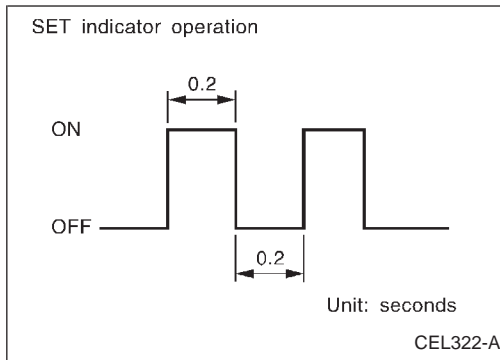 SET indicator operation
0.2
ON
OFF
0.2
Unit: seconds
CEL322-A